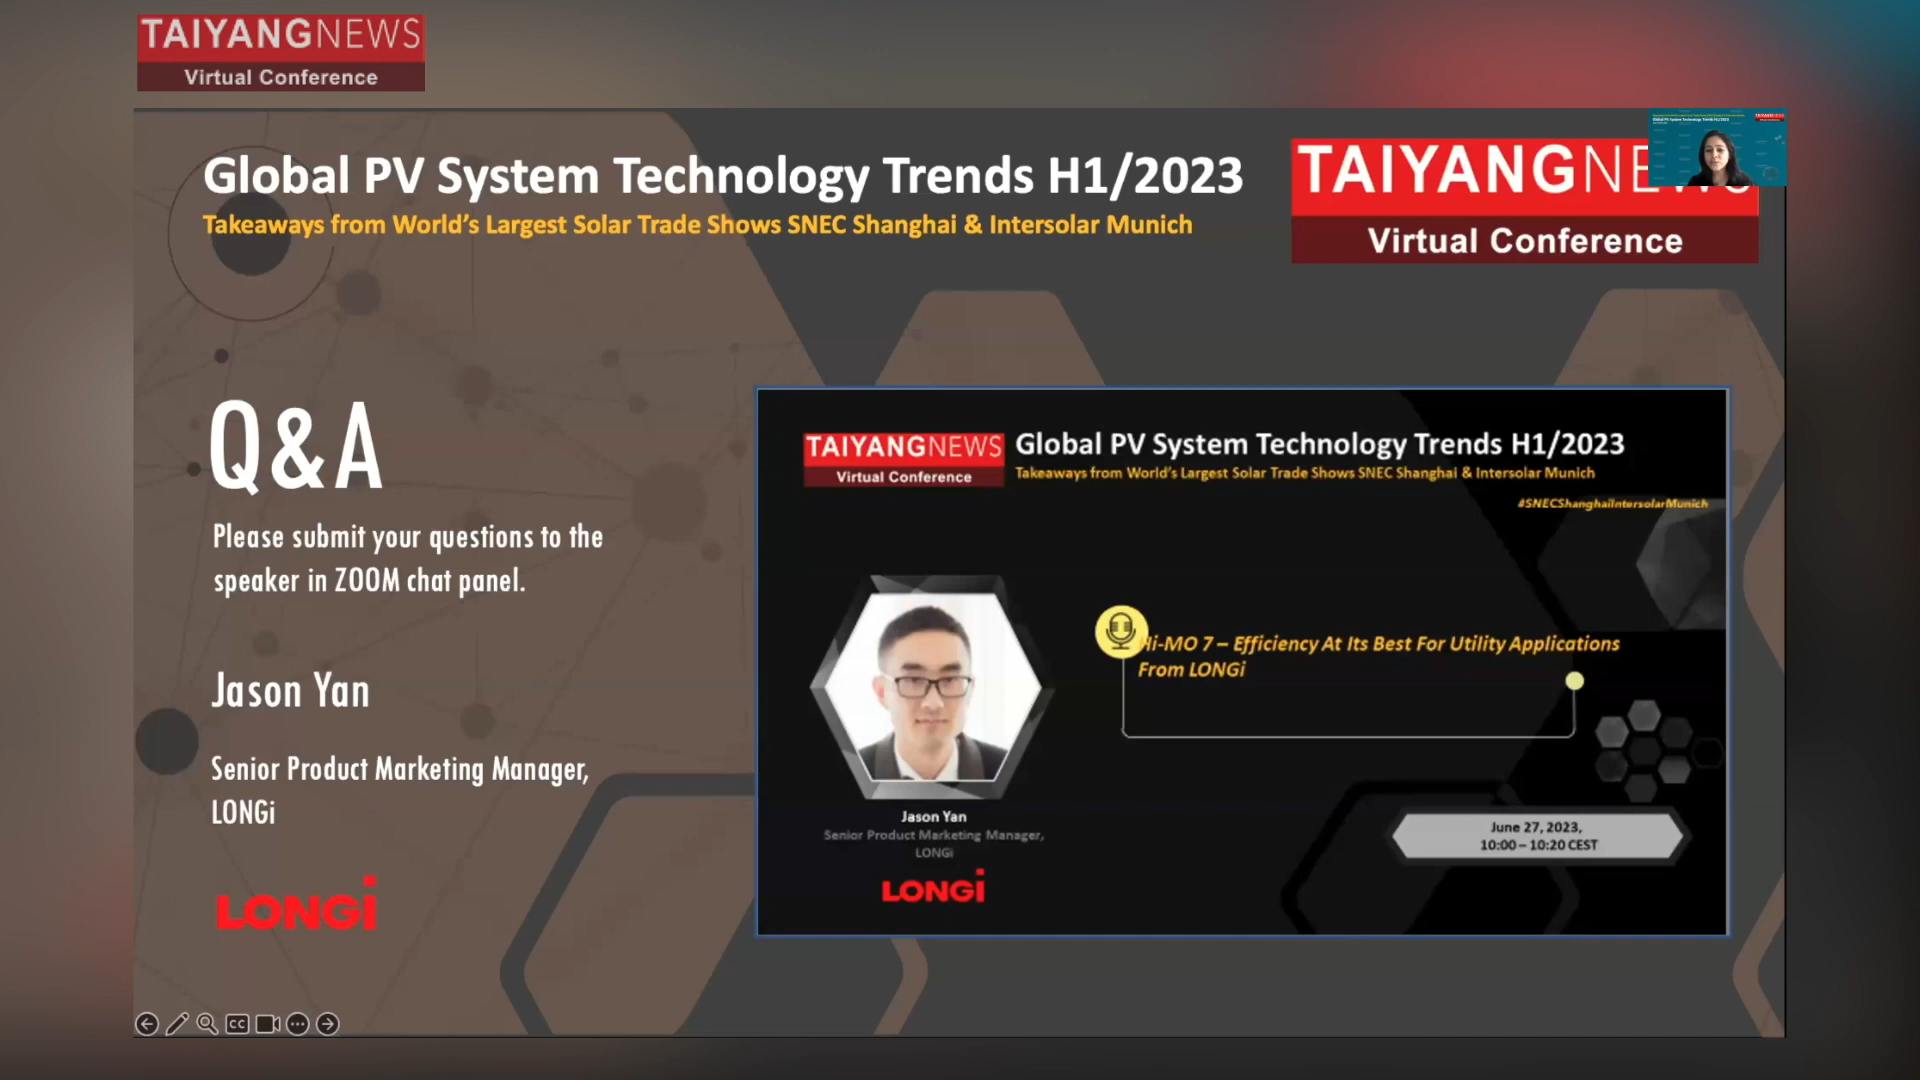 TAIYANGNEWS
Virtual Conference
Global PV System Technology Trends H1/2023
Takeaways from World's Largest Solar Trade Shows SNEC Shanghai & Intersolar Munich
TAIYANGNEWS
Virtual Conference
Q&A
Please submit your questions to the
speaker in ZOOM chat panel.
Jason Yan
Senior Product Marketing Manager,
LONGi
LONGi
TAIYANGNEWS
Virtual Conference
Global PV System Technology Trends H1/2023
Takeaways from World's Largest Solar Trade Shows SNEC Shanghai & Intersolar Munich
#SNECShanghaiIntersolarMunich
Hi-MO 7 – Efficiency At Its Best For Utility Applications
From LONGi
Jason Yan
Senior Product Marketing Manager,
LONGi
LONGi
June 27, 2023,
10:00 – 10:20 CEST
CC